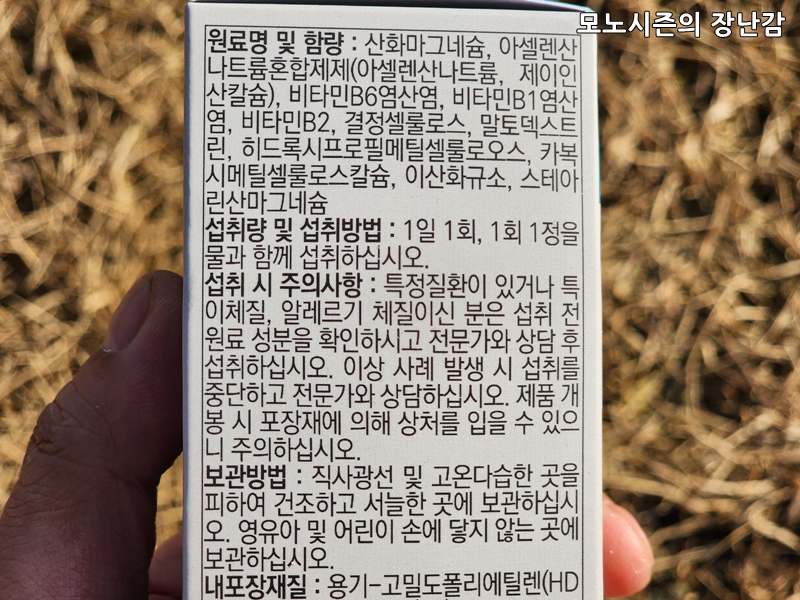 모노시즌의 장난감
원료명 및 함량 : 산화마그네슘, 아셀렌산
나트륨혼합제제(아셀렌산나트륨, 제이인
산칼슘), 비타민B6염산염, 비타민B1염산
염, 비타민B2, 결정셀룰로스, 말토덱스트
린, 히드록시프로필메틸셀룰로오스, 카복
시메틸셀룰로스칼슘, 이산화규소, 스테아
린산마그네슘
섭취량 및 섭취방법 : 1일 1회, 1회 1정을
물과 함께 섭취하십시오.
섭취 시 주의사항 : 특정질환이 있거나 특
이체질, 알레르기 체질이신 분은 섭취 전
원료 성분을 확인하시고 전문가와 상담 후
섭취하십시오. 이상 사례 발생 시 섭취를
중단하고 전문가와 상담하십시오. 제품 개
봉 시 포장재에 의해 상처를 입을 수 있으
니 주의하십시오.
보관방법 : 직사광선 및 고온다습한 곳을
피하여 건조하고 서늘한 곳에 보관하십시
오. 영유아 및 어린이 손에 닿지 않는 곳에
보관하십시오.
내포장재질 : 용기-고밀도폴리에틸렌(HD